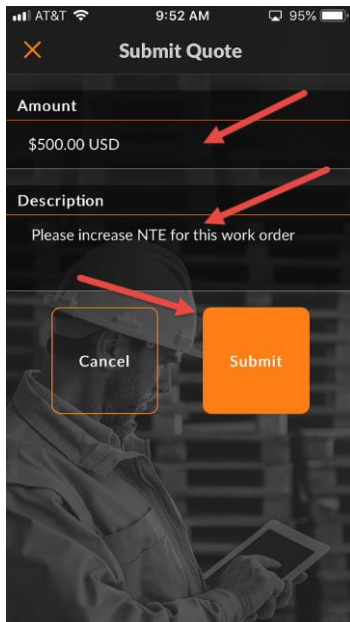 AT&T 9:52 AM 95%
Submit Quote
Amount
$500.00 USD
Description
Please increase NTE for this work order
Cancel Submit